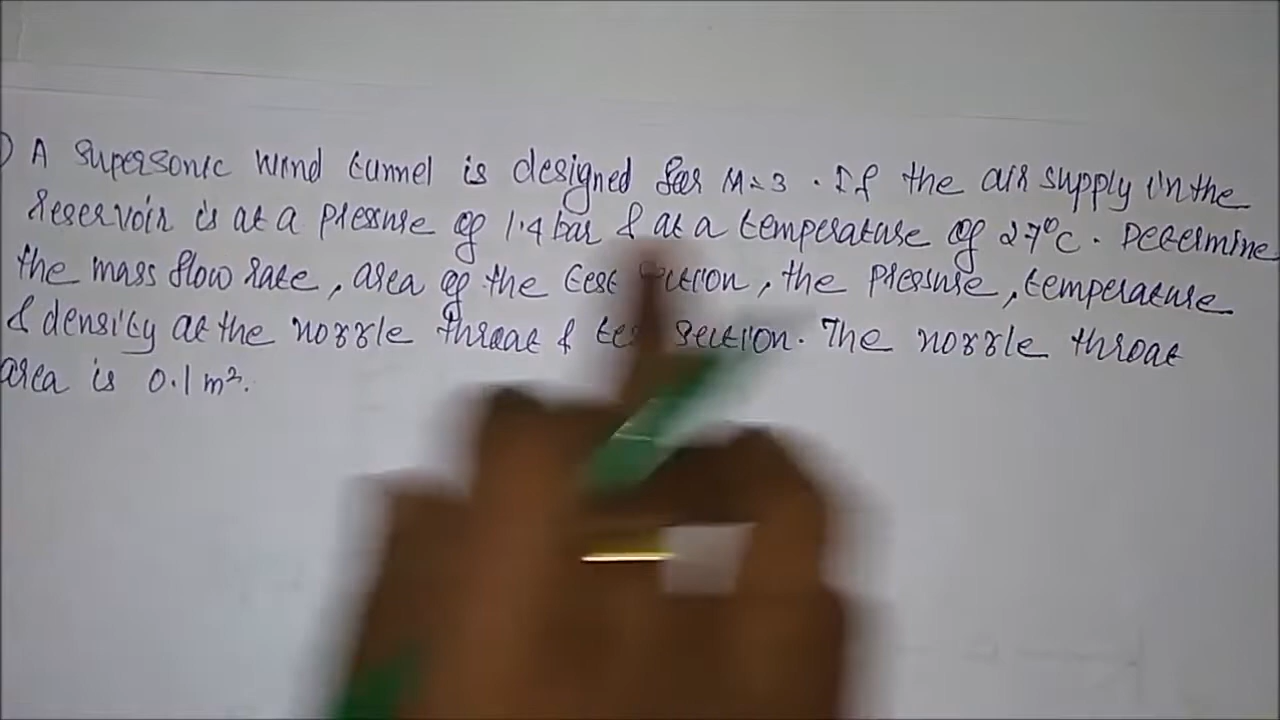 ) A supersonic wind tunnel is designed for M=3. If the air supply in the
reservoir is at a pressure of 1.4 bar & at a temperature of 27°C. Determine
the mass flow rate, area of the test section, the pressure, temperature
& density at the nozzle throat & test section. The nozzle throat
area is 0.1 m².